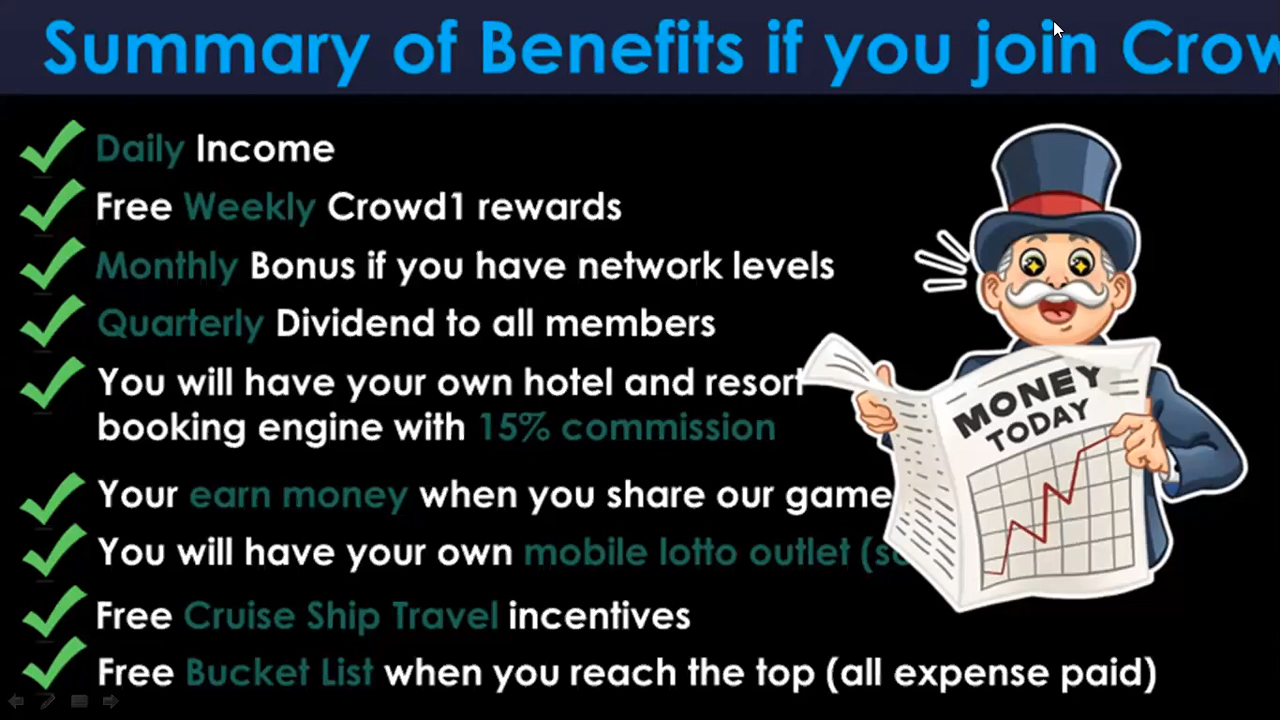 Summary of Benefits if you join
Daily Income
Free Weekly Crowd1 rewards
Monthly Bonus if you have network levels
Quarterly Dividend to all members
You will have your own hotel and resort
booking engine with 15% commission
Your earn money when you share our game
You will have your own mobile lotto outlet
Free Cruise Ship Travel incentives
Free Bucket List when you reach the top (all expense paid)
MONEY
TODAY